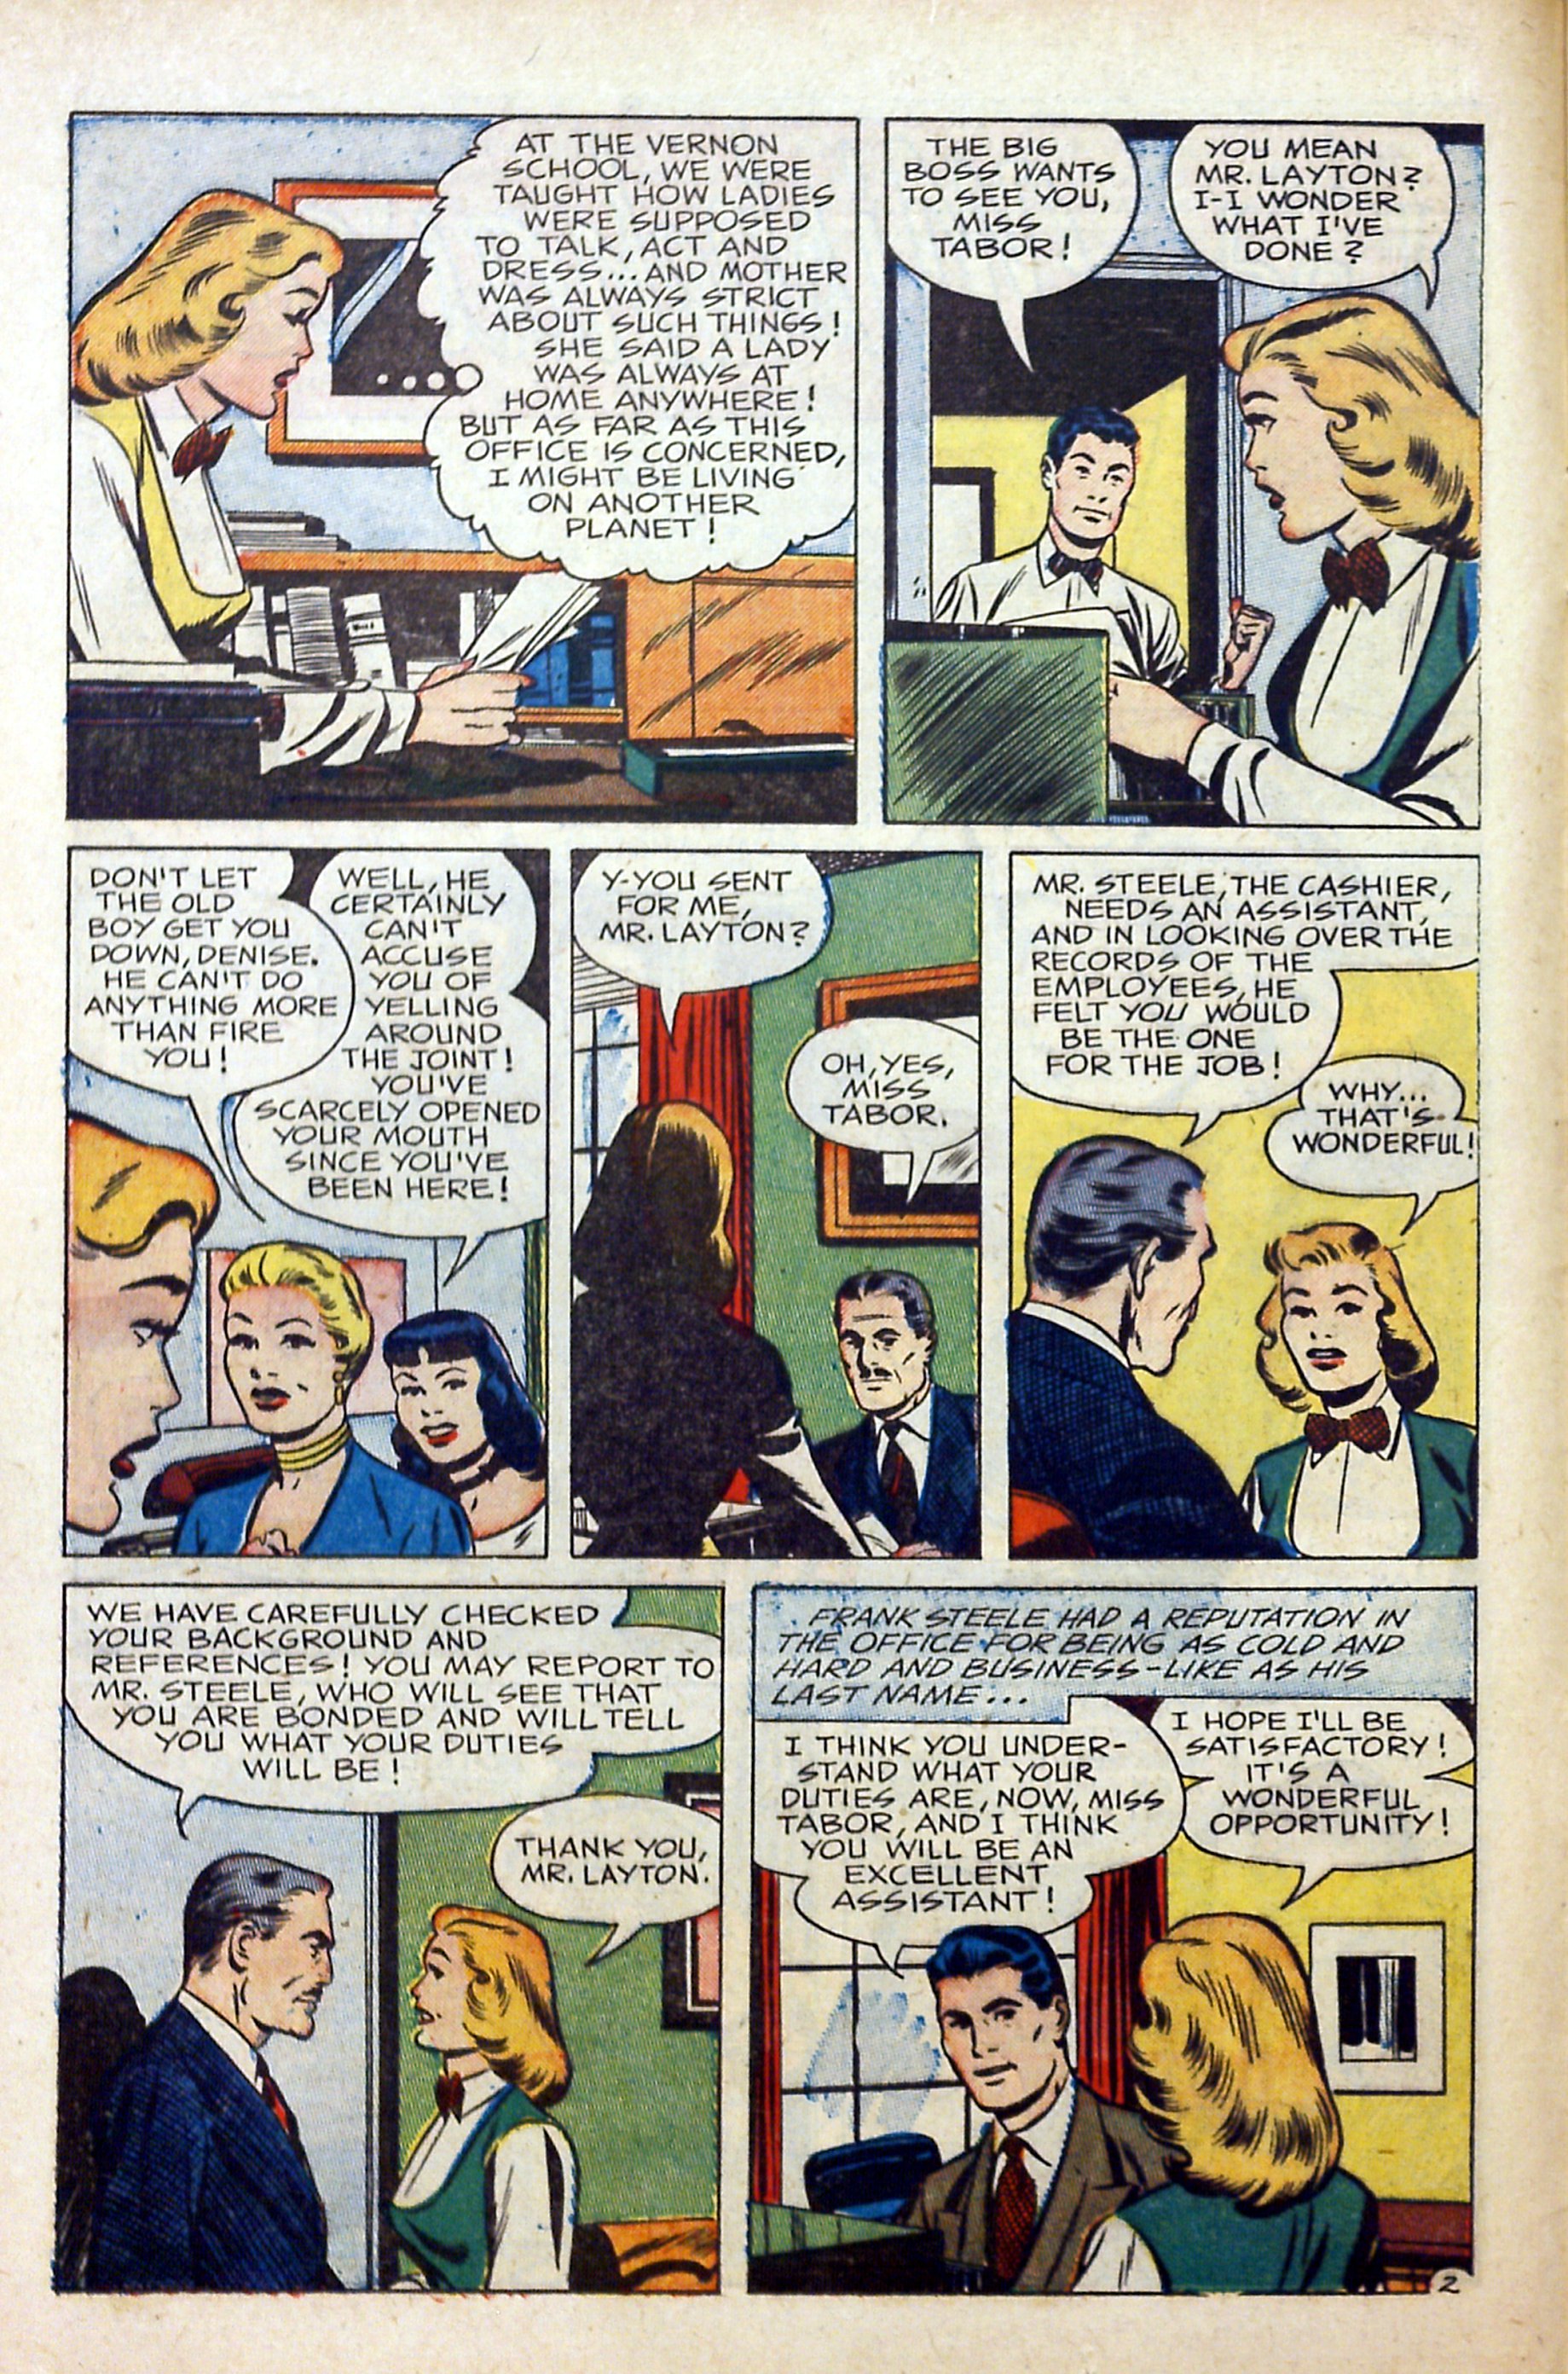 AT THE VERNON
SCHOOL, WE WERE
TAUGHT HOW LADIES
WERE SUPPOSED
TO TALK, ACT AND
DRESS...AND MOTHER
WAS ALWAYS STRICT
ABOUT SUCH THINGS!
SHE SAID A LADY
WAS ALWAYS AT
HOME ANYWHERE!
BUT AS FAR AS THIS
OFFICE IS CONCERNED,
I MIGHT BE LIVING
ON ANOTHER
PLANET!
THE BIG
BOSS WANTS
TO SEE YOU,
MISS
TABOR!
YOU MEAN
MR. LAYTON?
I-I WONDER
WHAT I'VE
DONE?
DON'T LET
THE OLD
BOY GET YOU
DOWN, DENISE.
HE CAN'T DO
ANYTHING MORE
THAN FIRE
YOU!
WELL, HE
CERTAINLY
CAN'T
ACCUSE
YOU OF
YELLING
AROUND
THE JOINT!
YOU'VE
SCARCELY OPENED
YOUR MOUTH
SINCE YOU'VE
BEEN HERE!
Y-YOU SENT
FOR ME,
MR. LAYTON?
OH, YES,
MISS
TABOR.
MR. STEELE, THE CASHIER,
NEEDS AN ASSISTANT,
AND IN LOOKING OVER THE
RECORDS OF THE
EMPLOYEES, HE
FELT YOU WOULD
BE THE ONE
FOR THE JOB!
WHY...
THAT'S
WONDERFUL!
WE HAVE CAREFULLY CHECKED
YOUR BACKGROUND AND
REFERENCES! YOU MAY REPORT TO
MR. STEELE, WHO WILL SEE THAT
YOU ARE BONDED AND WILL TELL
YOU WHAT YOUR DUTIES
WILL BE!
THANK YOU,
MR. LAYTON.
FRANK STEELE HAD A REPUTATION IN
THE OFFICE FOR BEING AS COLD AND
HARD AND BUSINESS-LIKE AS HIS
LAST NAME...
I THINK YOU UNDER-
STAND WHAT YOUR
DUTIES ARE, NOW, MISS
TABOR, AND I THINK
YOU WILL BE AN
EXCELLENT
ASSISTANT!
I HOPE I'LL BE
SATISFACTORY!
IT'S A
WONDERFUL
OPPORTUNITY!
2